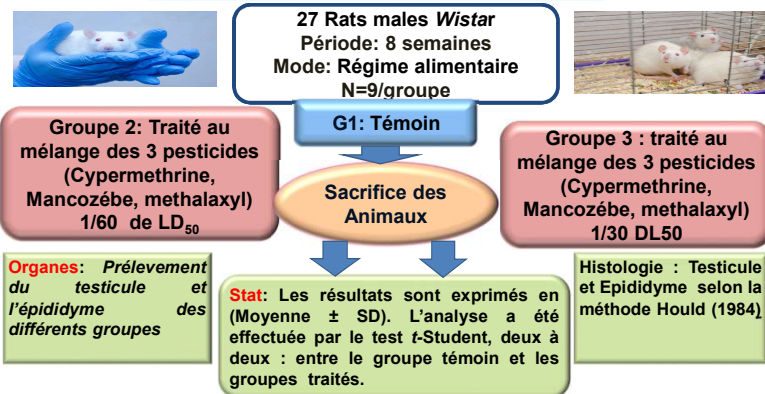 27 Rats males Wistar
Période: 8 semaines
Mode: Régime alimentaire
N=9/groupe
G1: Témoin
Groupe 2: Traité au
mélange des 3 pesticides
(Cypermethrine,
Mancozébe, methalaxyl)
1/60 de LD50
Sacrifice des
Animaux
Groupe 3 : traité au
mélange des 3 pesticides
(Cypermethrine,
Mancozébe, methalaxyl)
1/30 DL50
Organes: Prélevement
du testicule et
l'épididyme des
différents groupes
Stat: Les résultats sont exprimés en
(Moyenne ± SD). L'analyse a été
effectuée par le test t-Student, deux à
deux : entre le groupe témoin et les
groupes traités.
Histologie : Testicule
et Epididyme selon la
méthode Hould (1984)